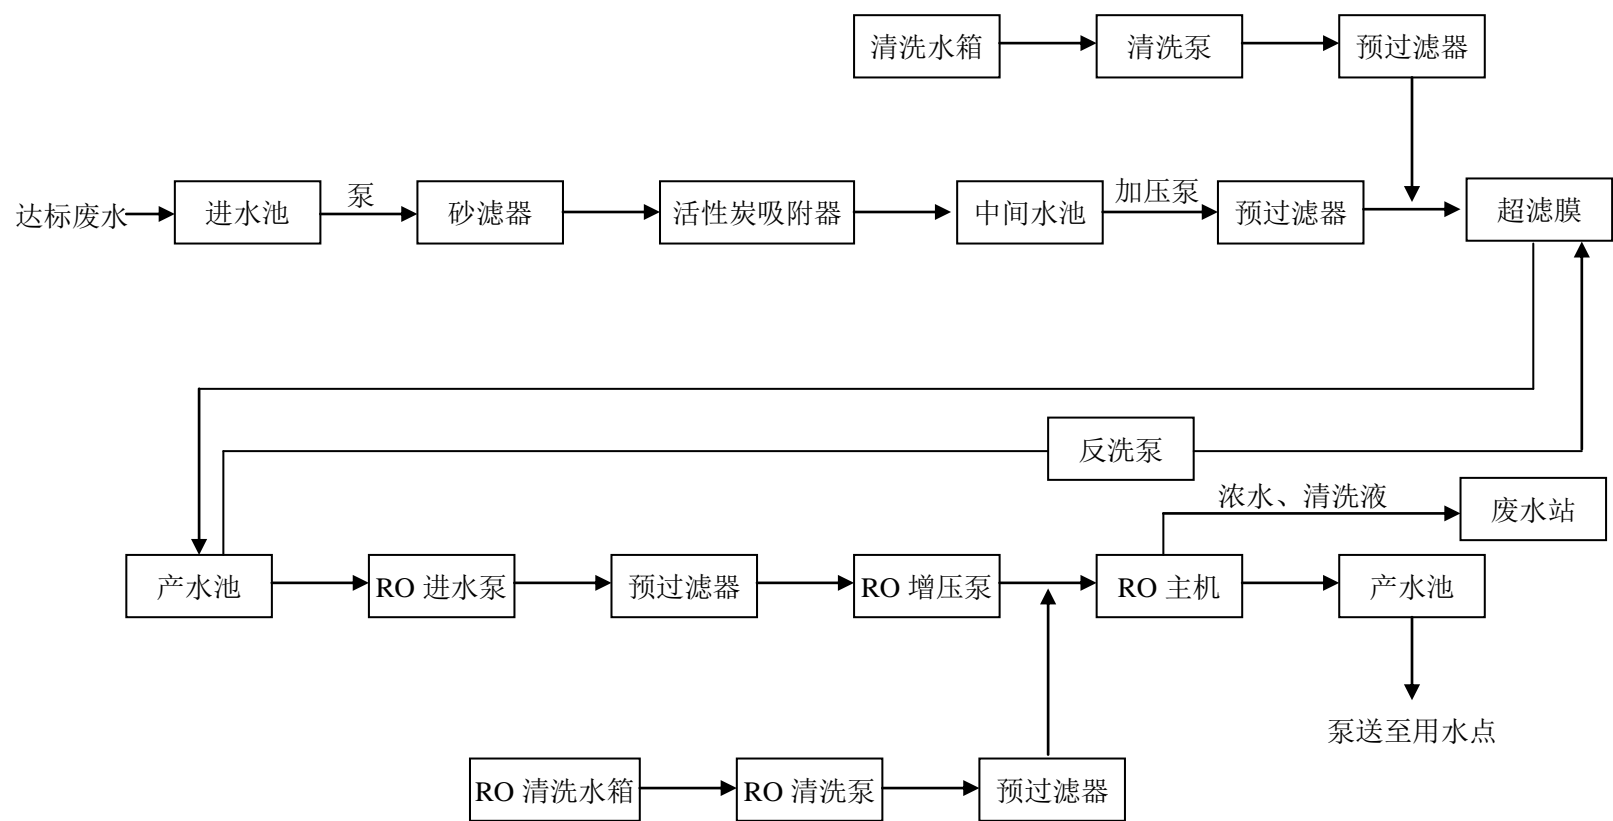 清洗水箱
清洗泵
预过滤器
达标废水
进水池
泵
砂滤器
活性炭吸附器
中间水池
加压泵
预过滤器
超滤膜
反洗泵
浓水、清洗液
废水站
产水池
RO 进水泵
预过滤器
RO 增压泵
RO 主机
产水池
泵送至用水点
RO 清洗水箱
RO 清洗泵
预过滤器